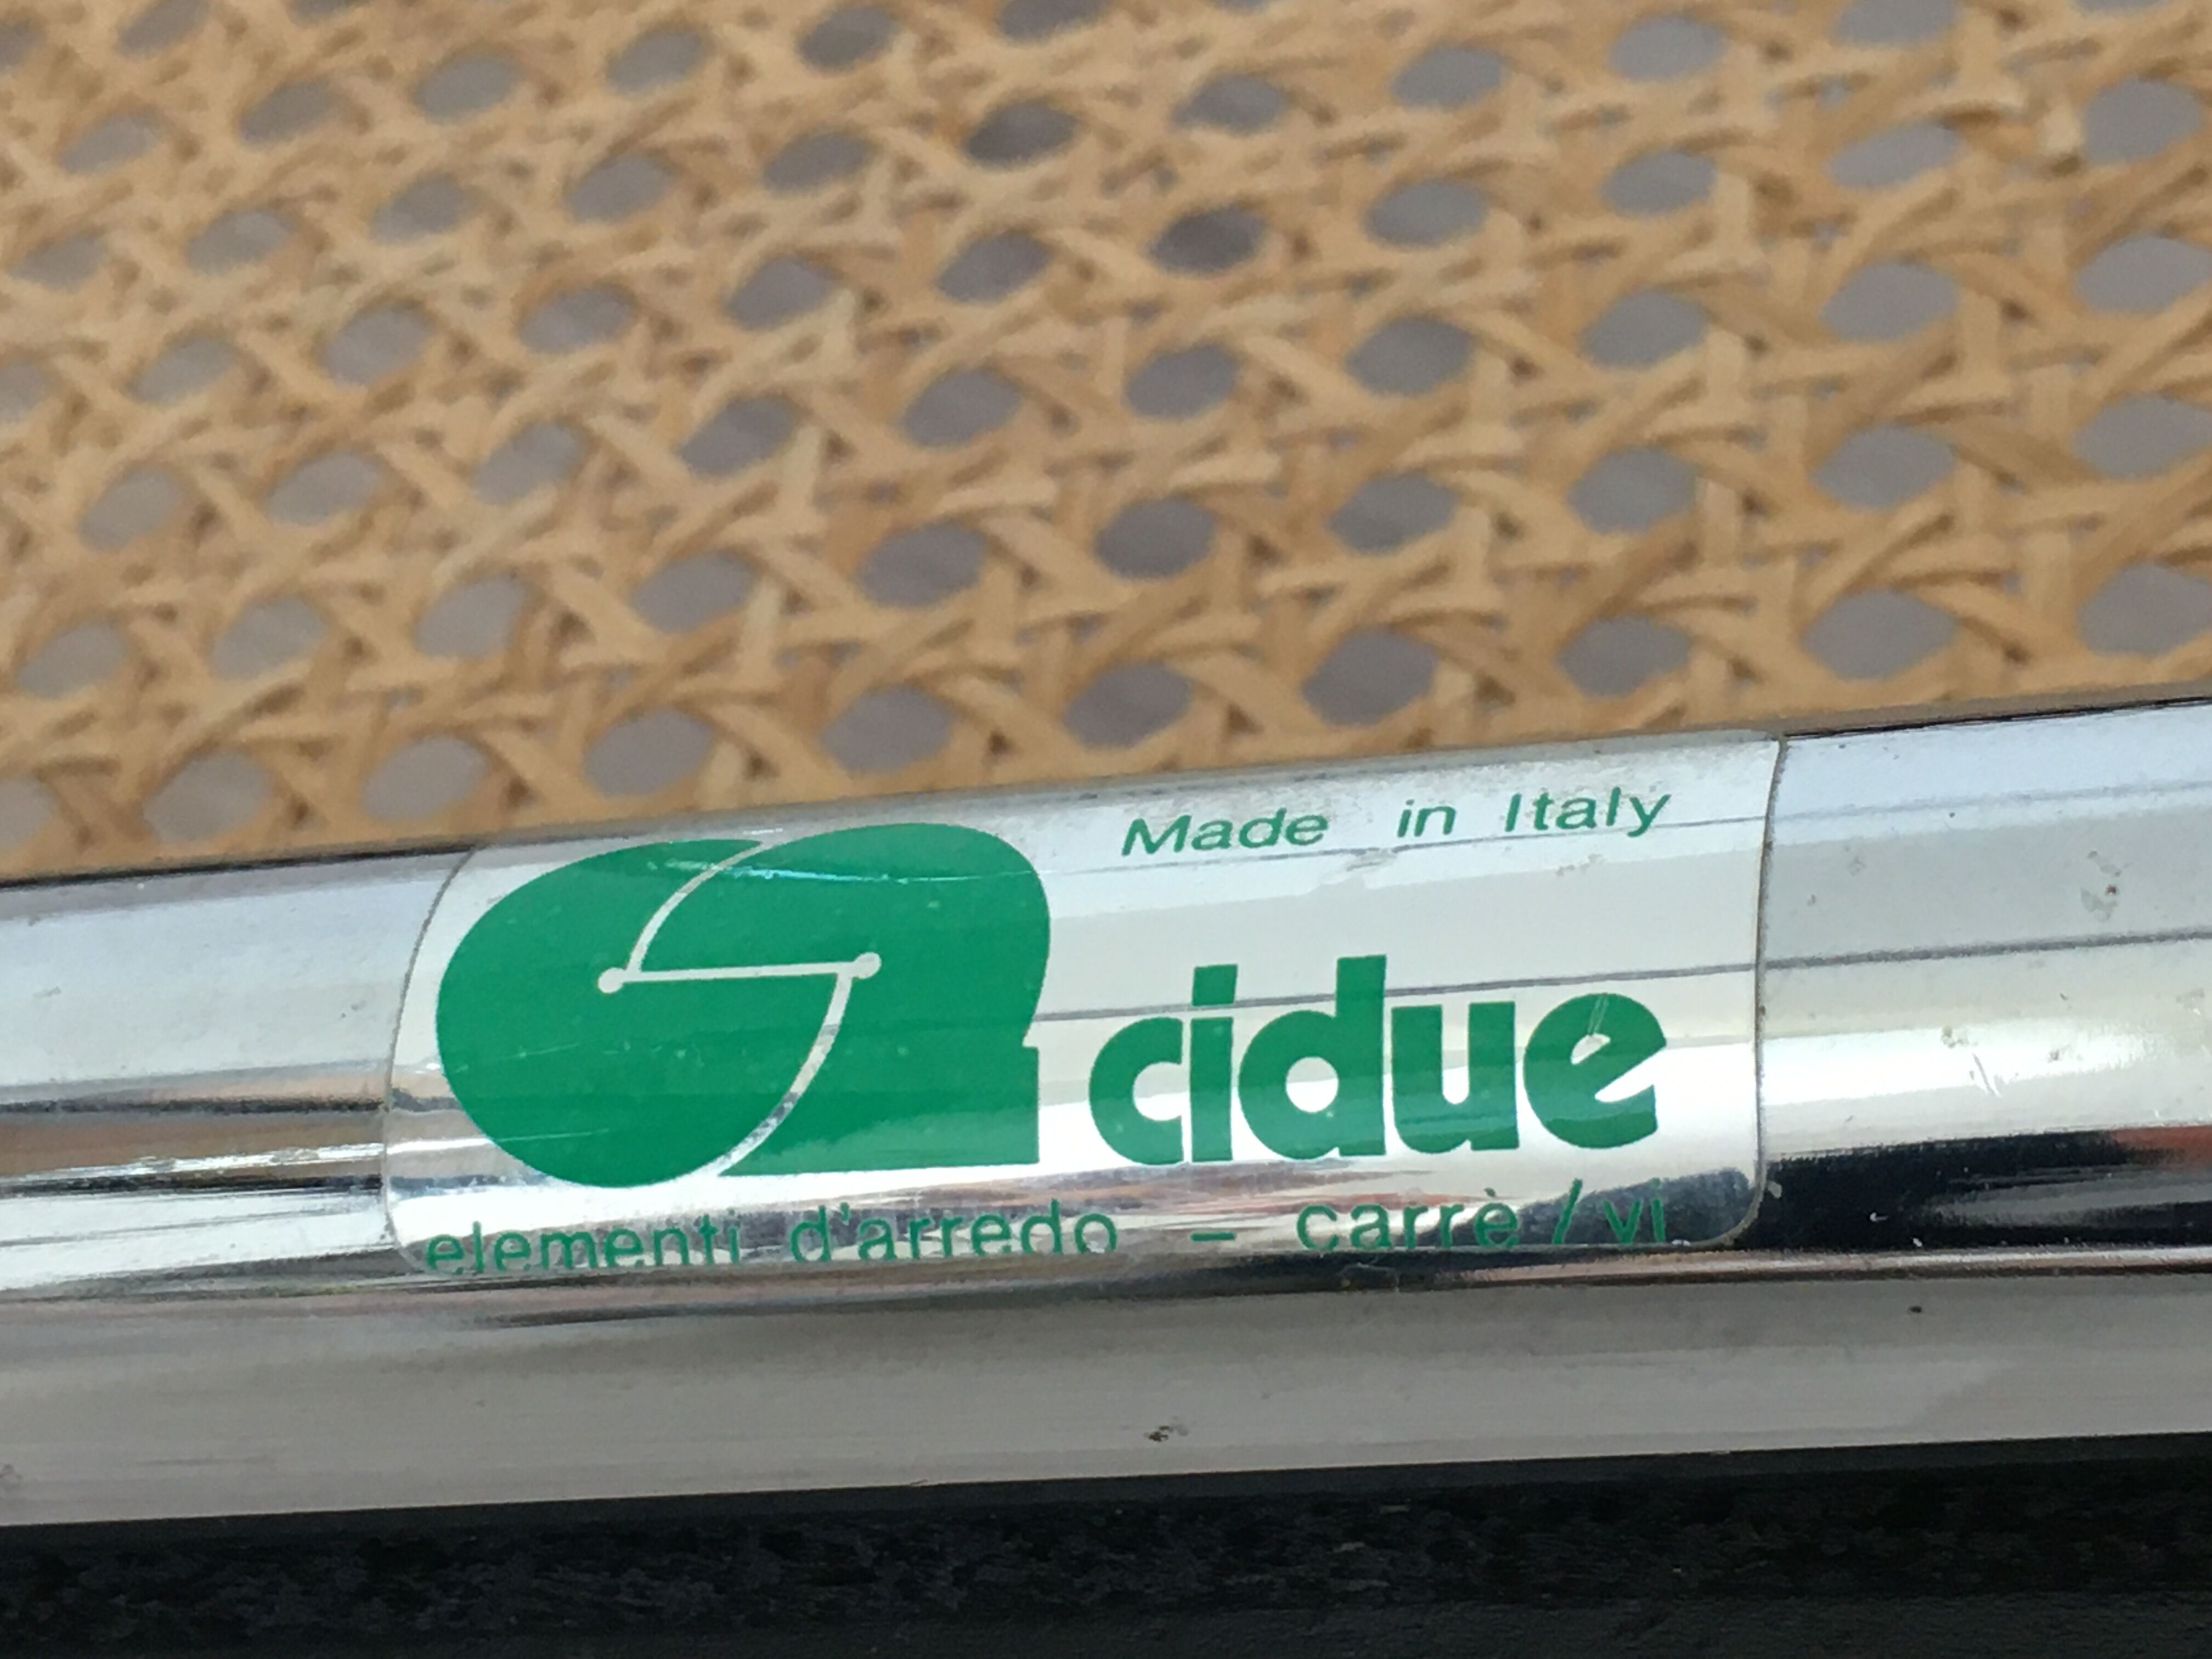 Made in Italy
cidue
elementi d'arredo - carrè/vi